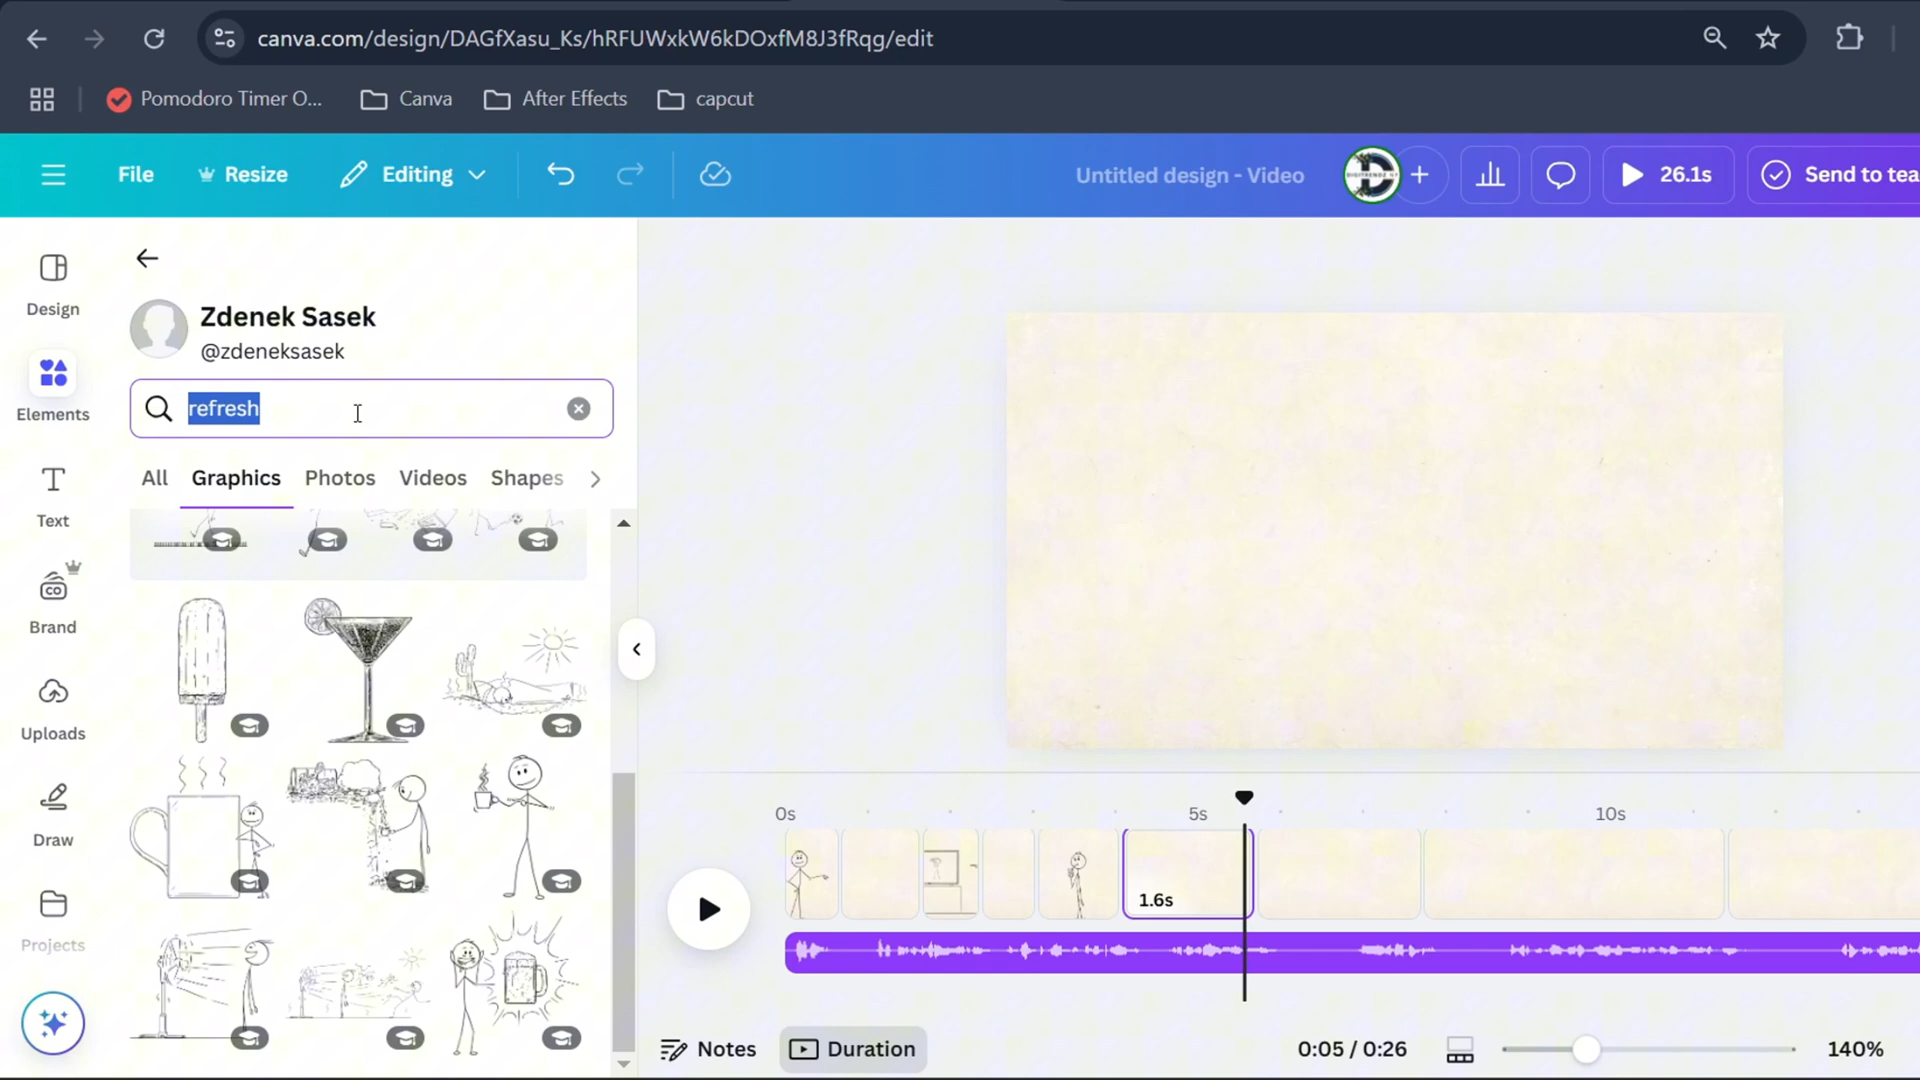 canva.com/design/DAGfXasu_Ks/hRFUWxkW6kDOxfM8J3fRqg/edit
Pomodoro Timer O...
Canva
After Effects
capcut
File
Resize
Editing
Untitled design - Video
26.1s
Send to tea
Design
Elements
Text
Brand
Uploads
Draw
Projects
Zdenek Sasek
@zdeneksasek
refresh
All
Graphics
Photos
Videos
Shapes
0s
5s
10s
1.6s
Notes
Duration
0:05 / 0:26
140%